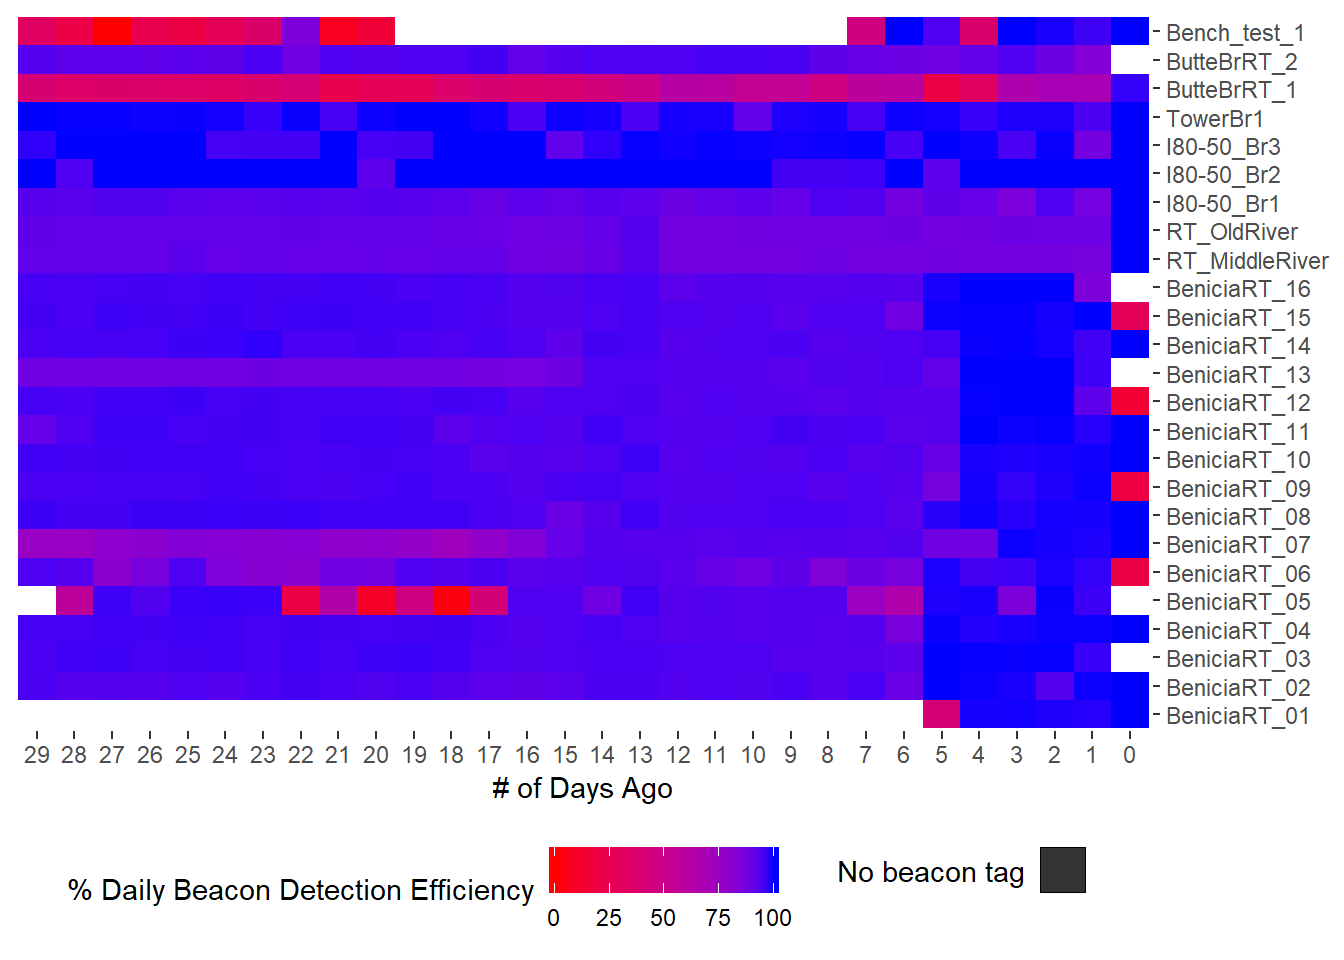 Bench_test_1
ButteBrRT_2
ButteBrRT_1
TowerBr1
I80-50_Br3
I80-50_Br2
I80-50_Br1
RT_OldRiver
RT_MiddleRiver
BeniciaRT_16
BeniciaRT_15
BeniciaRT_14
BeniciaRT_13
BeniciaRT_12
BeniciaRT_11
BeniciaRT_10
BeniciaRT_09
BeniciaRT_08
BeniciaRT_07
BeniciaRT_06
BeniciaRT_05
BeniciaRT_04
BeniciaRT_03
BeniciaRT_02
BeniciaRT_01
29 28 27 26 25 24 23 22 21 20 19 18 17 16 15 14 13 12 11 10 9 8 7 6 5 4 3 2 1 0
# of Days Ago
% Daily Beacon Detection Efficiency
0 25 50 75 100
No beacon tag